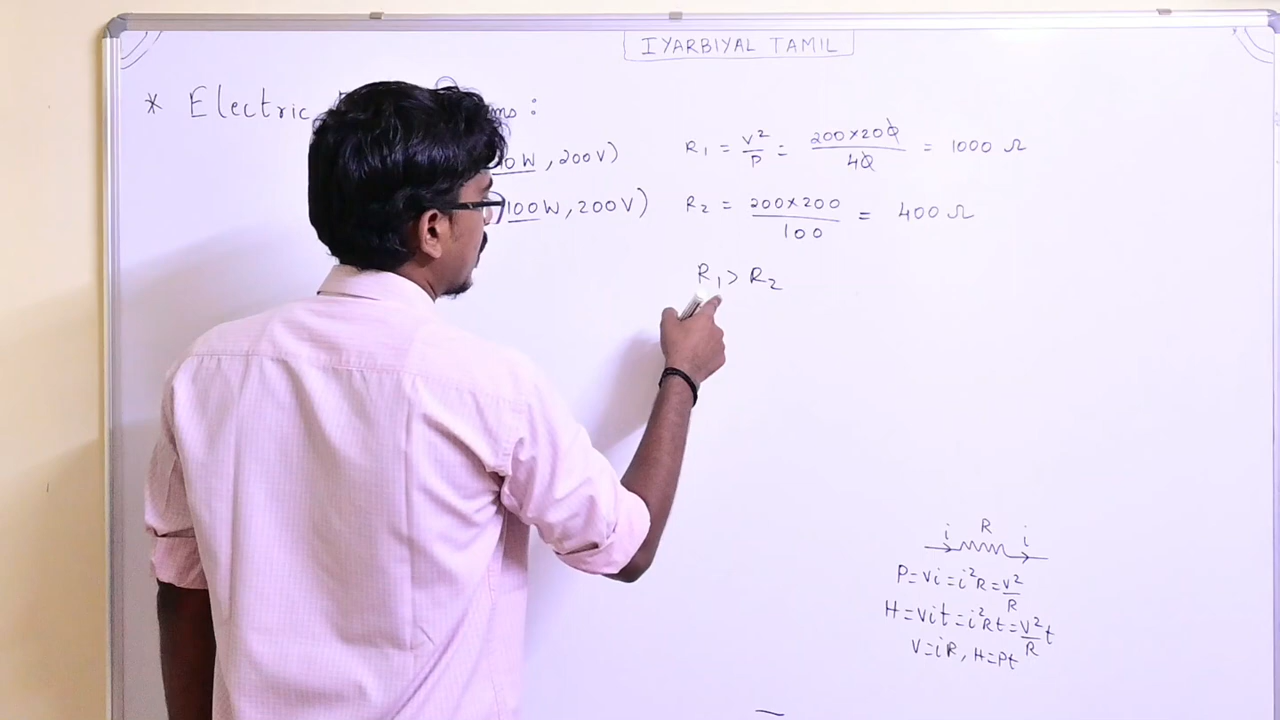 IYARBIYAL TAMIL
* Electric :
0W, 200V) R₁ = V²/P = 200×200/40 = 1000 Ω
100W, 200V) R₂ = 200×200/100 = 400 Ω
R₁ > R₂
i R i
P=Vi=i²R=V²/R
H=Vit=i²Rt=V²/R t
V=iR, H=Pt